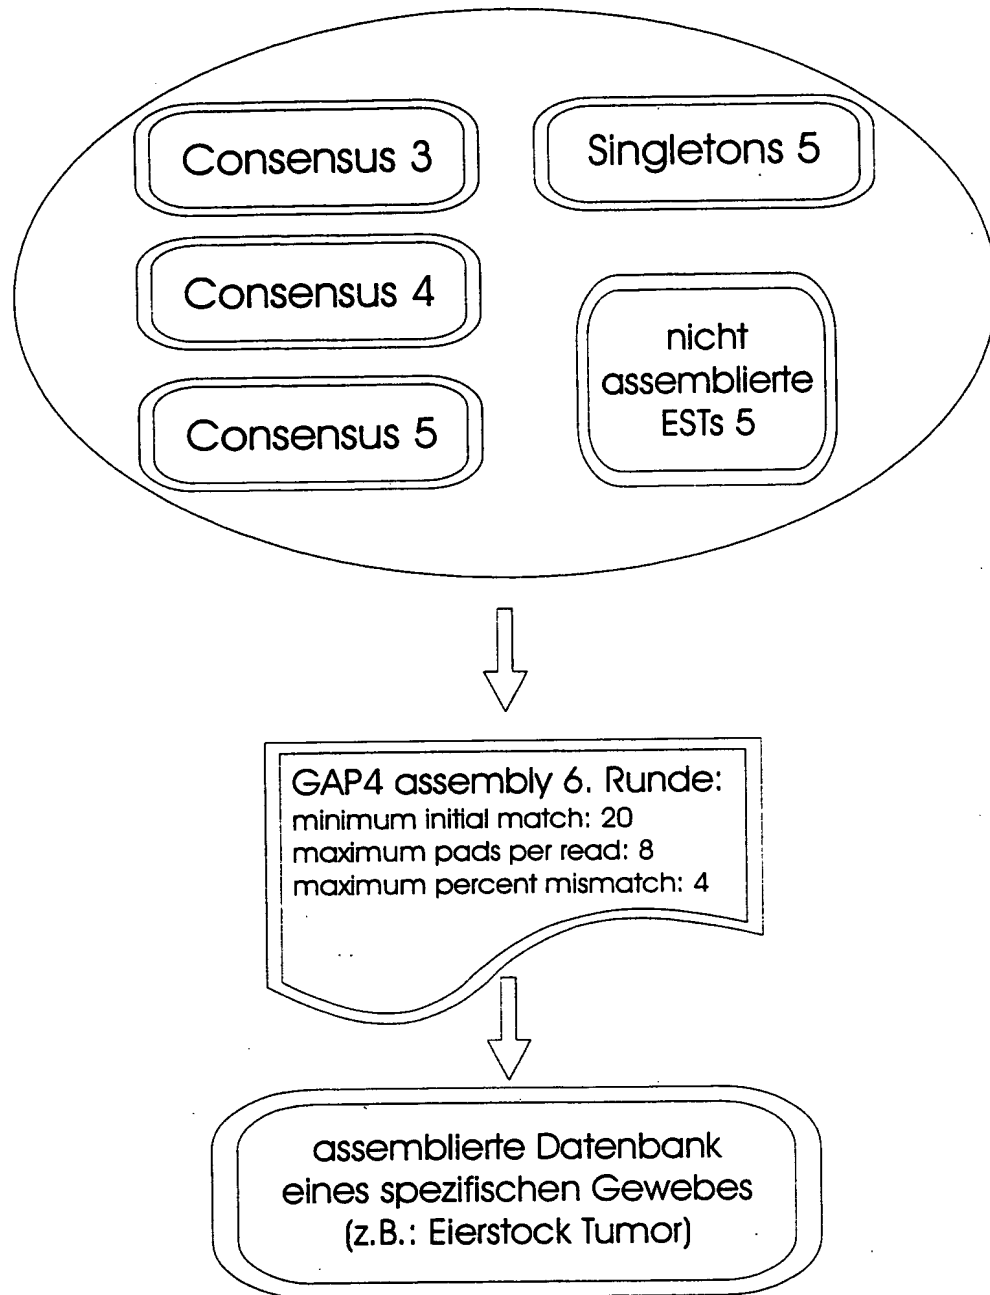 Consensus 3
Singletons 5
Consensus 4
nicht
assemblierte
ESTs 5
Consensus 5
GAP4 assembly 6. Runde:
minimum initial match: 20
maximum pads per read: 8
maximum percent mismatch: 4
assemblierte Datenbank
eines spezifischen Gewebes
(z.B.: Eierstock Tumor)